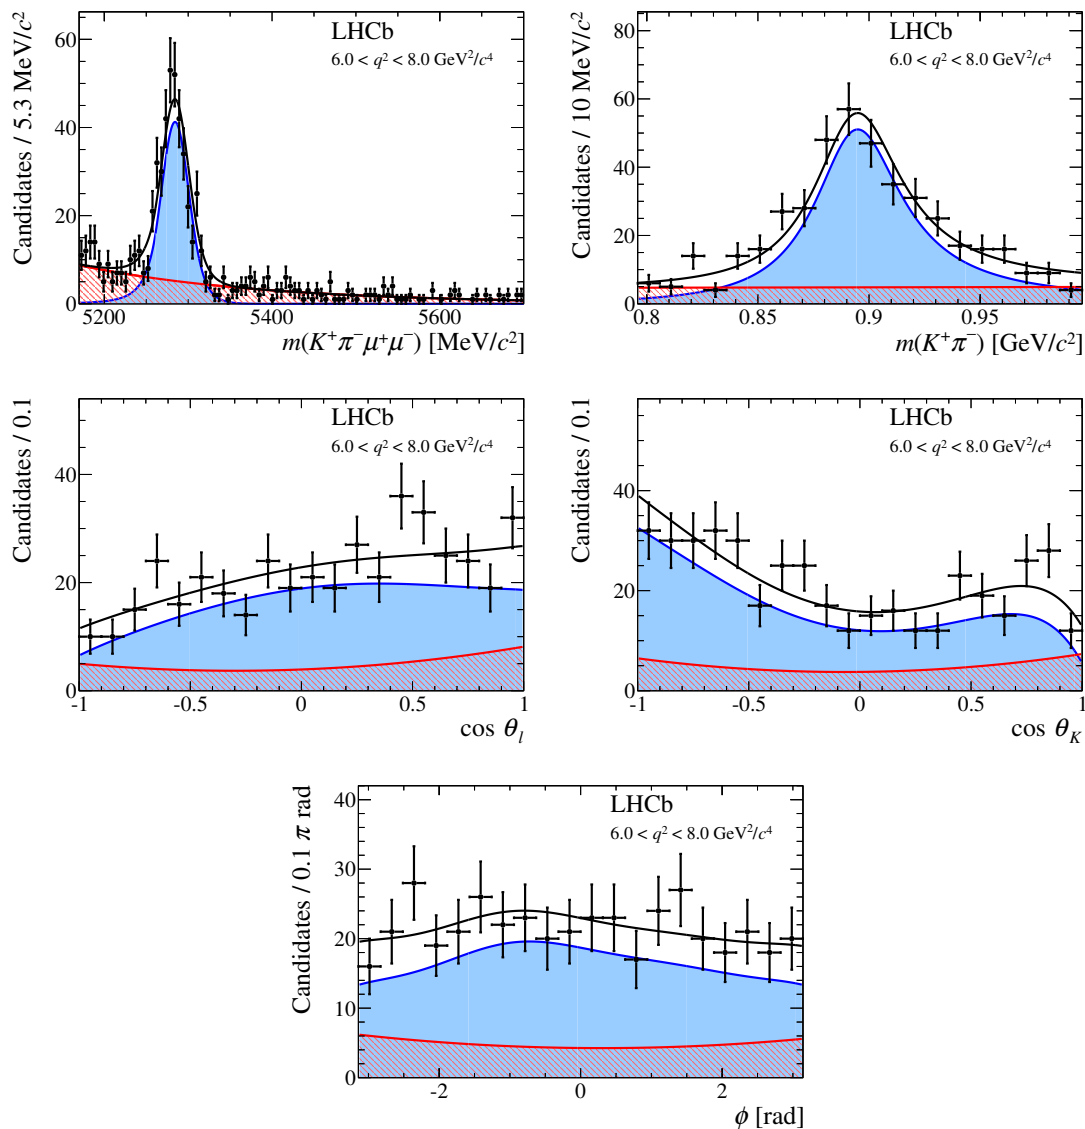 Candidates / 5.3 MeV/c²
60
40
20
0
LHCb
6.0 < q² < 8.0 GeV²/c⁴
5200
5400
5600
m(K⁺π⁻μ⁺μ⁻) [MeV/c²]
Candidates / 10 MeV/c²
80
60
40
20
0
LHCb
6.0 < q² < 8.0 GeV²/c⁴
0.8
0.85
0.9
0.95
m(K⁺π⁻) [GeV/c²]
Candidates / 0.1
40
20
0
LHCb
6.0 < q² < 8.0 GeV²/c⁴
-1
-0.5
0
0.5
1
cos θ_l
Candidates / 0.1
40
20
0
LHCb
6.0 < q² < 8.0 GeV²/c⁴
-1
-0.5
0
0.5
1
cos θ_K
Candidates / 0.1 π rad
40
30
20
10
0
LHCb
6.0 < q² < 8.0 GeV²/c⁴
-2
0
2
ϕ [rad]